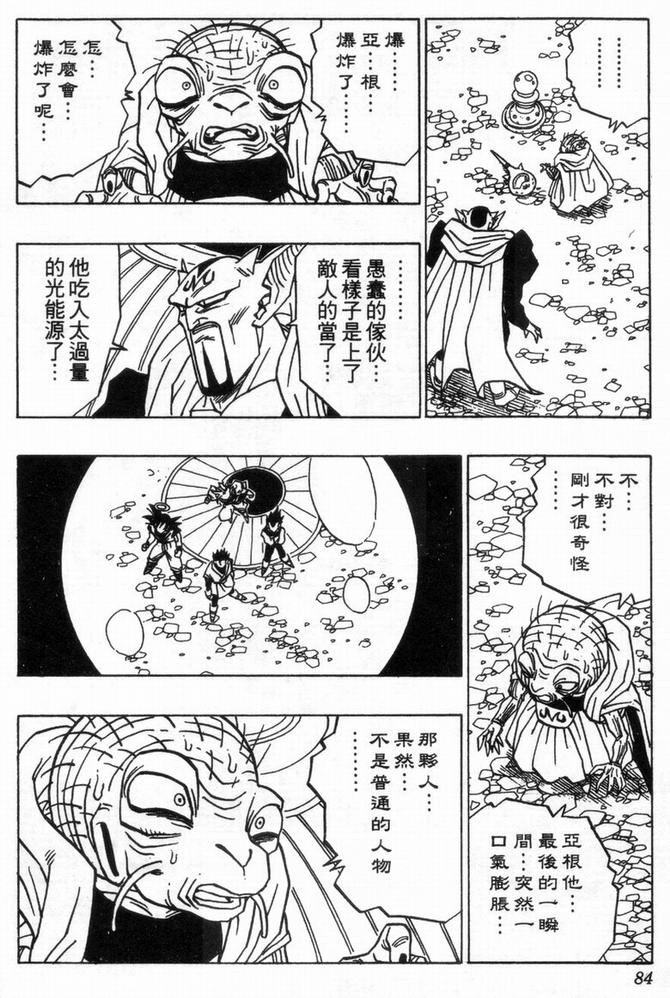 ………
………
爆……
亞…根…
爆炸了…
怎…
怎麼會…
爆炸了呢…
………
愚蠢的傢伙…
看樣子是上了
敵人的當了…
他吃入太過量
的光能源了…
不…
不對…
剛才很奇怪
……
亞根他…
最後的一瞬
間…突然一
口氣膨脹…
那夥人…
果然…
不是普通的人物
………
84